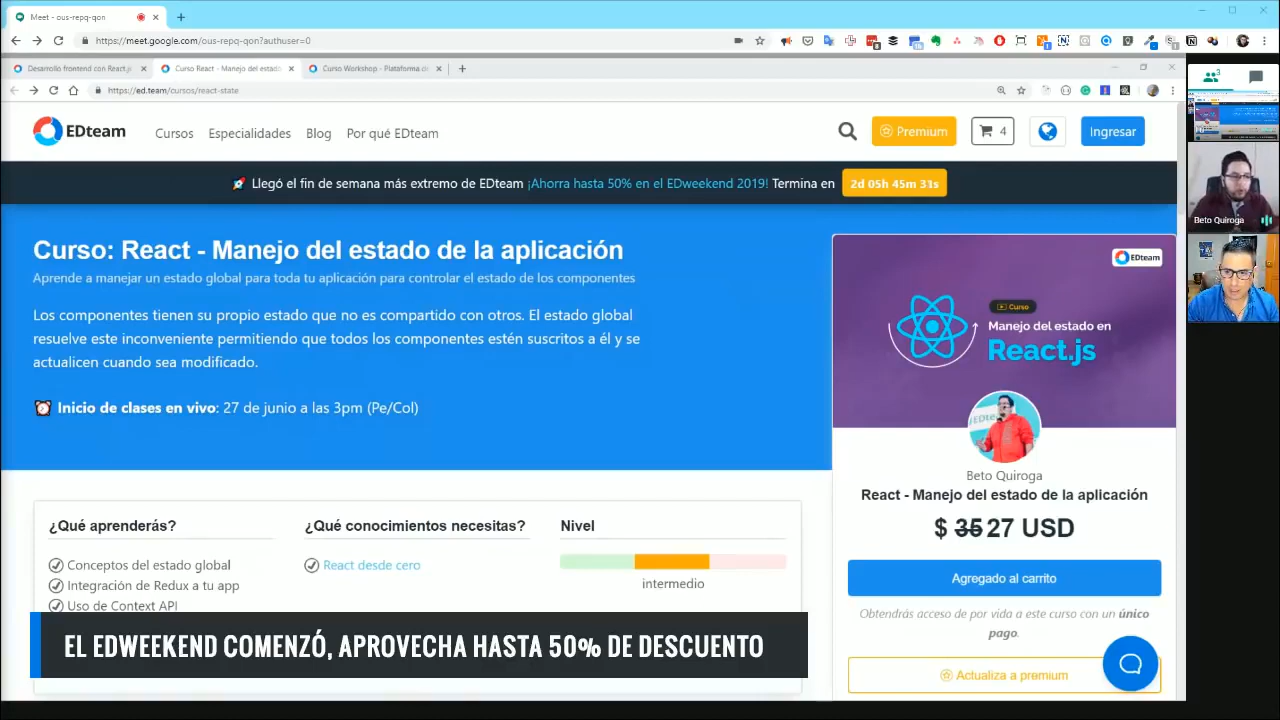 Meet - ous-repq-qon
https://meet.google.com/ous-repq-qon?authuser=0
Desarrollo frontend con React.j
Curso React - Manejo del estado
Curso Workshop - Plataforma c
https://ed.team/cursos/react-state
EDteam
Cursos
Especialidades
Blog
Por qué EDteam
Premium
4
Ingresar
Llegó el fin de semana más extremo de EDteam ¡Ahorra hasta 50% en el EDweekend 2019! Termina en
2d 05h 45m 31s
Curso: React - Manejo del estado de la aplicación
Aprende a manejar un estado global para toda tu aplicación para controlar el estado de los componentes
Los componentes tienen su propio estado que no es compartido con otros. El estado global
resuelve este inconveniente permitiendo que todos los componentes estén suscritos a él y se
actualicen cuando sea modificado.
Inicio de clases en vivo: 27 de junio a las 3pm (Pe/Col)
EDteam
Curso
Manejo del estado en
React.js
Beto Quiroga
React - Manejo del estado de la aplicación
$ 35 27 USD
Agregado al carrito
Obtendrás acceso de por vida a este curso con un único
pago.
Actualiza a premium
¿Qué aprenderás?
Conceptos del estado global
Integración de Redux a tu app
Uso de Context API
¿Qué conocimientos necesitas?
React desde cero
Nivel
intermedio
EL EDWEEKEND COMENZÓ, APROVECHA HASTA 50% DE DESCUENTO
3
Beto Quiroga